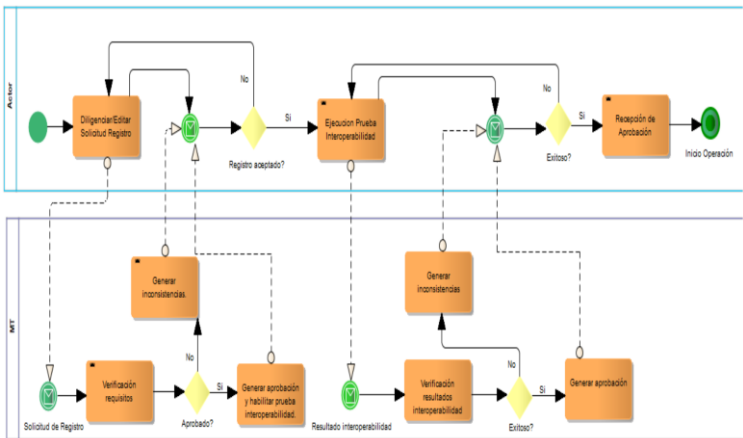 Actor
No
No
Diligenciar/Editar
Solicitud Registro
Si
Ejecucion Prueba
Interoperabilidad
Si
Recepción de
Aprobación
Registro aceptado?
Exitoso?
Inicio Operación
MT
Generar
inconsistencias.
Generar
inconsistencias
No
No
Verificación
requisitos
Si
Generar aprobación
y habilitar prueba
interoperabilidad.
Verificación
resultados
interoperabilidad
Si
Generar aprobación
Solicitud de Registro
Aprobado?
Resultado interoperabilidad
Exitoso?